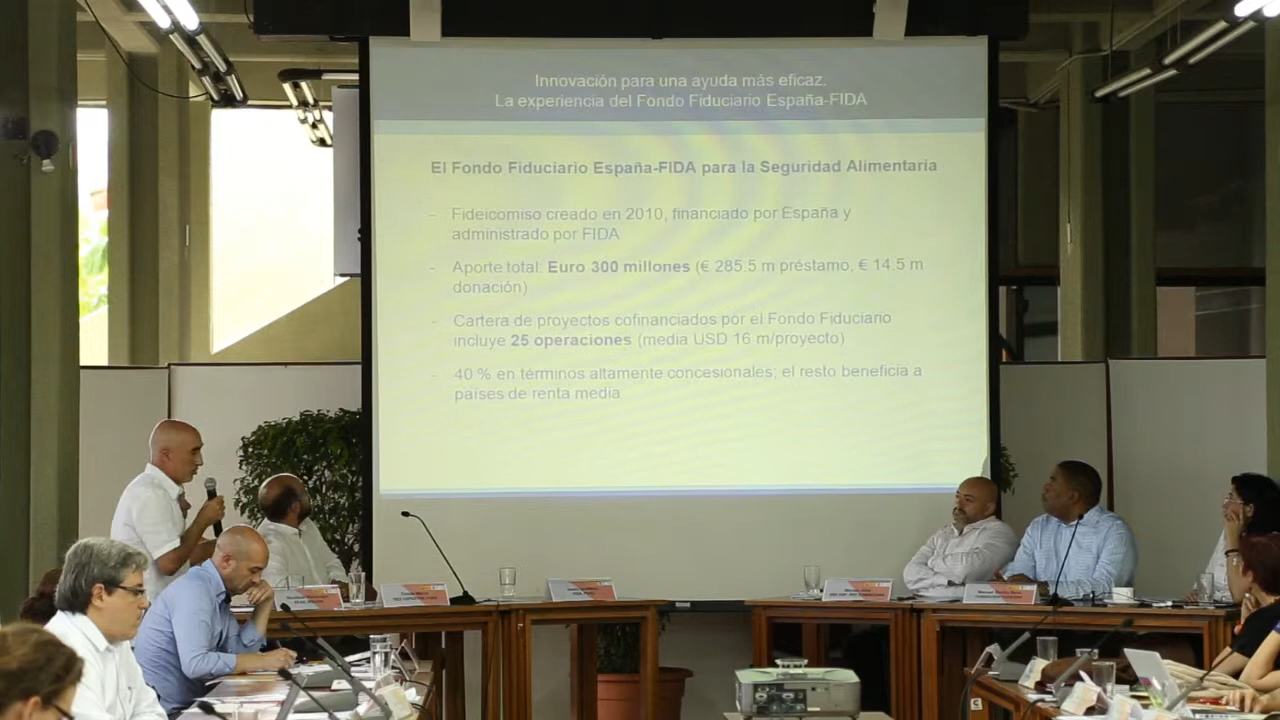 Innovación para una ayuda más eficaz.
La experiencia del Fondo Fiduciario España-FIDA
El Fondo Fiduciario España-FIDA para la Seguridad Alimentaria
- Fideicomiso creado en 2010, financiado por España y
administrado por FIDA
- Aporte total: Euro 300 millones (€ 285.5 m préstamo, € 14.5 m
donación)
- Cartera de proyectos cofinanciados por el Fondo Fiduciario
incluye 25 operaciones (media USD 16 m/proyecto)
- 40 % en términos altamente concesionales; el resto beneficia a
países de renta media